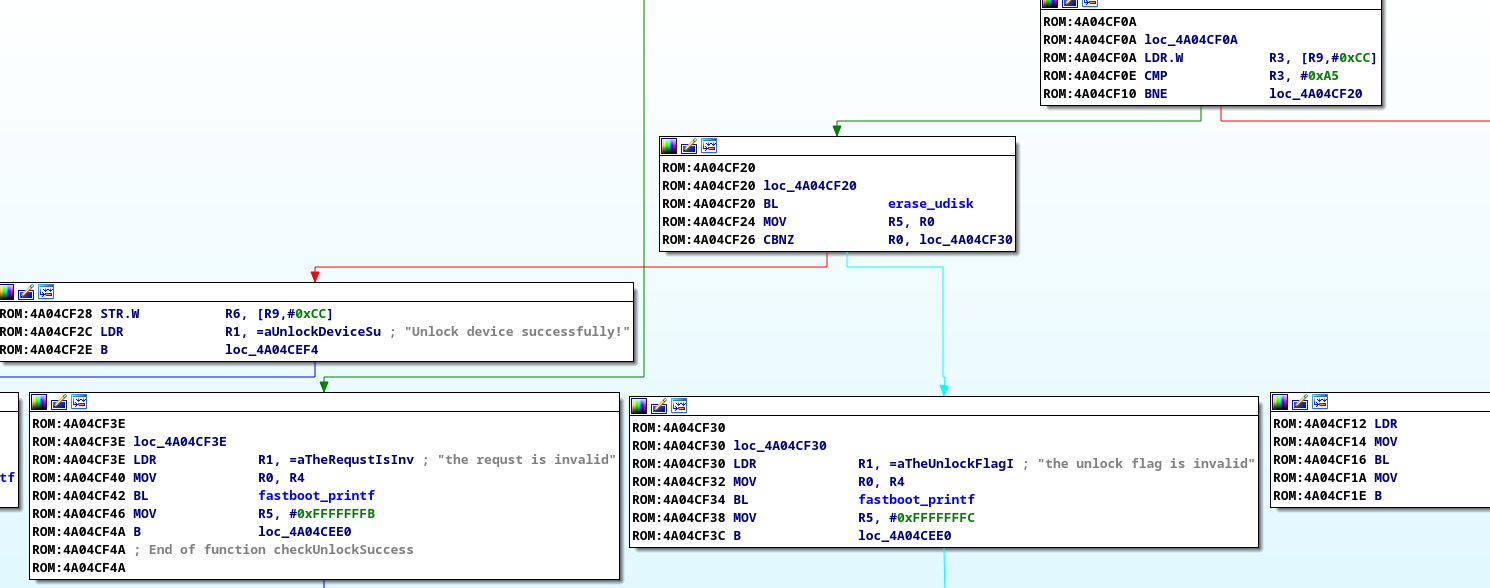 ROM:4A04CF0A
ROM:4A04CF0A loc_4A04CF0A
ROM:4A04CF0A LDR.W R3, [R9,#0xCC]
ROM:4A04CF0E CMP R3, #0xA5
ROM:4A04CF10 BNE loc_4A04CF20
ROM:4A04CF20
ROM:4A04CF20 loc_4A04CF20
ROM:4A04CF20 BL erase_udisk
ROM:4A04CF24 MOV R5, R0
ROM:4A04CF26 CBNZ R0, loc_4A04CF30
ROM:4A04CF28 STR.W R6, [R9,#0xCC]
ROM:4A04CF2C LDR R1, =aUnlockDeviceSu ; "Unlock device successfully!"
ROM:4A04CF2E B loc_4A04CEF4
tf
ROM:4A04CF3E
ROM:4A04CF3E loc_4A04CF3E
ROM:4A04CF3E LDR R1, =aTheRequstIsInv ; "the requst is invalid"
ROM:4A04CF40 MOV R0, R4
ROM:4A04CF42 BL fastboot_printf
ROM:4A04CF46 MOV R5, #0xFFFFFFFB
ROM:4A04CF4A B loc_4A04CEE0
ROM:4A04CF4A ; End of function checkUnlockSuccess
ROM:4A04CF4A
ROM:4A04CF30
ROM:4A04CF30 loc_4A04CF30
ROM:4A04CF30 LDR R1, =aTheUnlockFlagI ; "the unlock flag is invalid"
ROM:4A04CF32 MOV R0, R4
ROM:4A04CF34 BL fastboot_printf
ROM:4A04CF38 MOV R5, #0xFFFFFFFC
ROM:4A04CF3C B loc_4A04CEE0
ROM:4A04CF12 LDR
ROM:4A04CF14 MOV
ROM:4A04CF16 BL
ROM:4A04CF1A MOV
ROM:4A04CF1E B